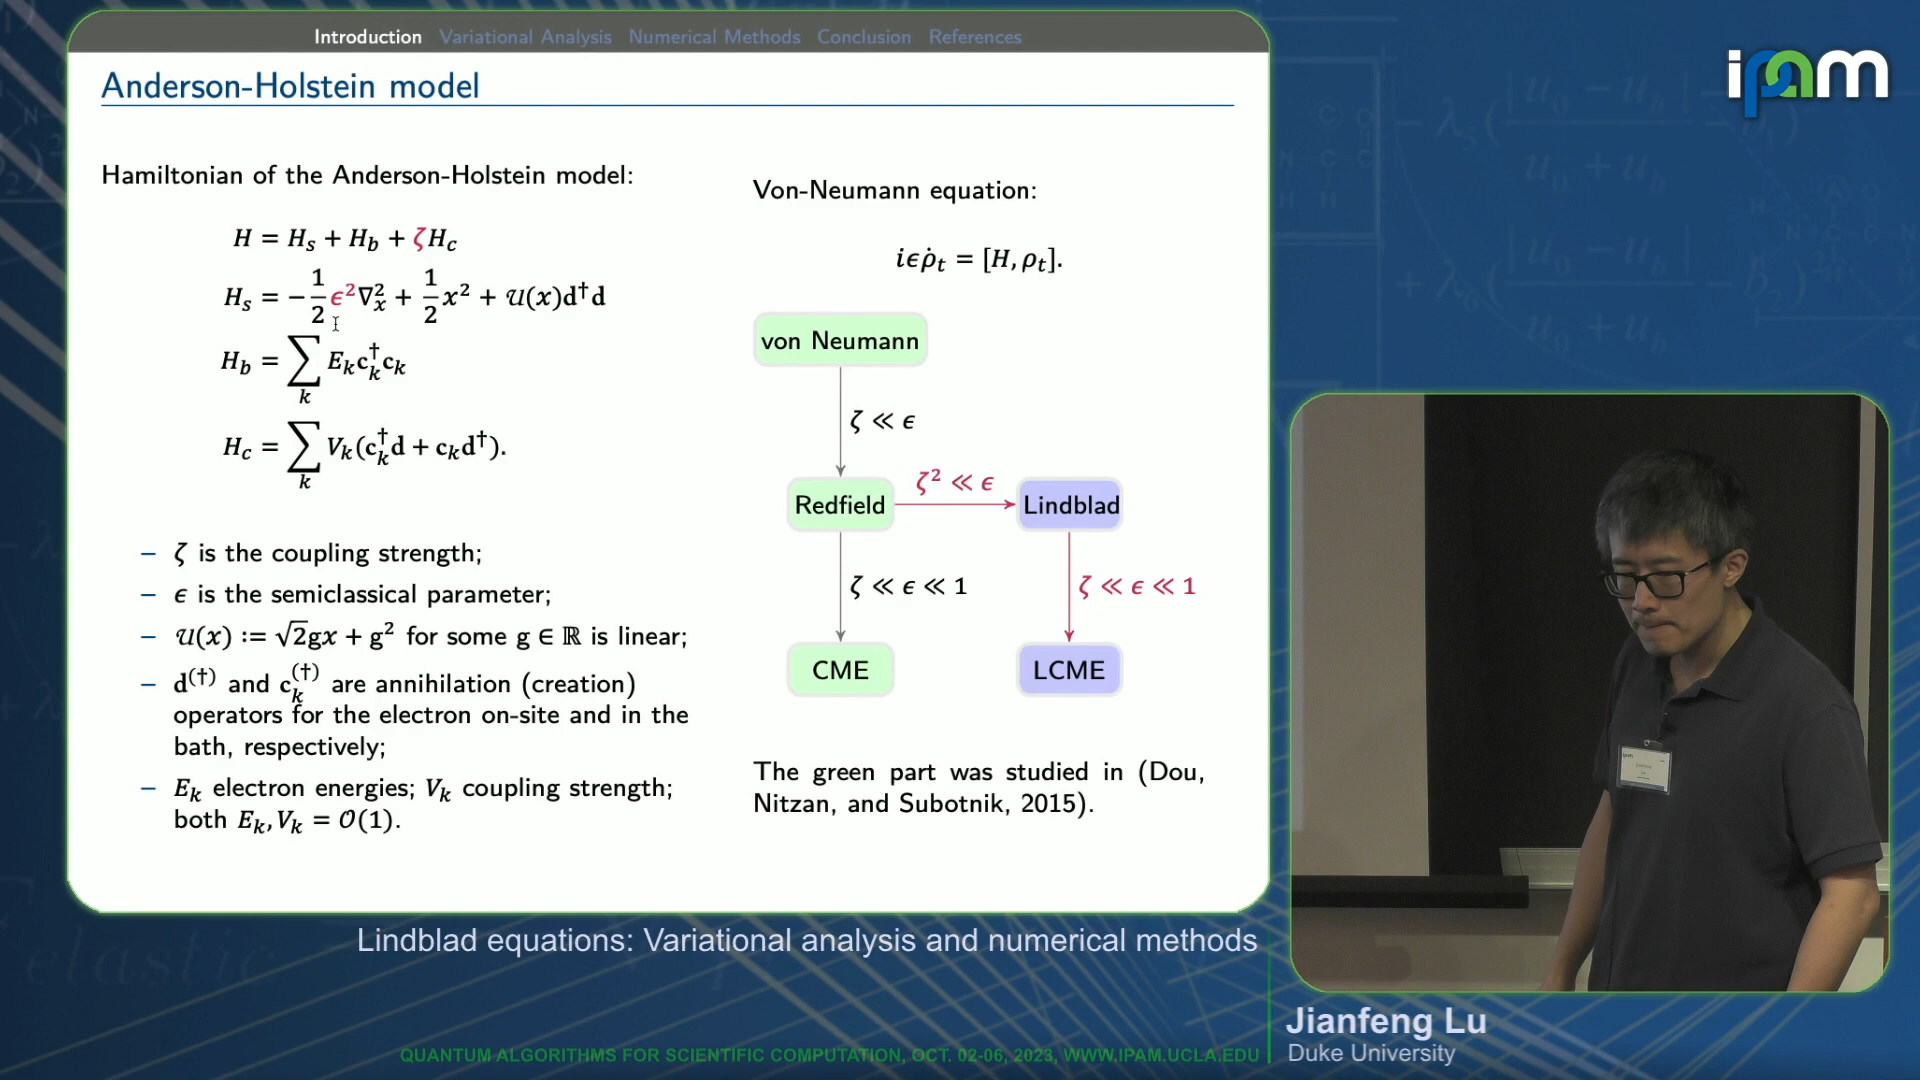 Introduction Variational Analysis Numerical Methods Conclusion References
Anderson-Holstein model
Hamiltonian of the Anderson-Holstein model:
H = H_s + H_b + ζH_c
H_s = −1/2 ϵ²∇²_x + 1/2 x² + 𝒰(x)d†d
H_b = ∑_k E_k c†_k c_k
H_c = ∑_k V_k(c†_k d + c_k d†).
– ζ is the coupling strength;
– ϵ is the semiclassical parameter;
– 𝒰(x) := √2gx + g² for some g ∈ ℝ is linear;
– d^(†) and c_k^(†) are annihilation (creation)
operators for the electron on-site and in the
bath, respectively;
– E_k electron energies; V_k coupling strength;
both E_k, V_k = 𝒪(1).
Von-Neumann equation:
iϵρ̇_t = [H, ρ_t].
von Neumann
ζ ≪ ϵ
Redfield
ζ² ≪ ϵ
Lindblad
ζ ≪ ϵ ≪ 1
ζ ≪ ϵ ≪ 1
CME
LCME
The green part was studied in (Dou,
Nitzan, and Subotnik, 2015).
ipam
Lindblad equations: Variational analysis and numerical methods
Jianfeng Lu
Duke University
QUANTUM ALGORITHMS FOR SCIENTIFIC COMPUTATION, OCT. 02-06, 2023, WWW.IPAM.UCLA.EDU